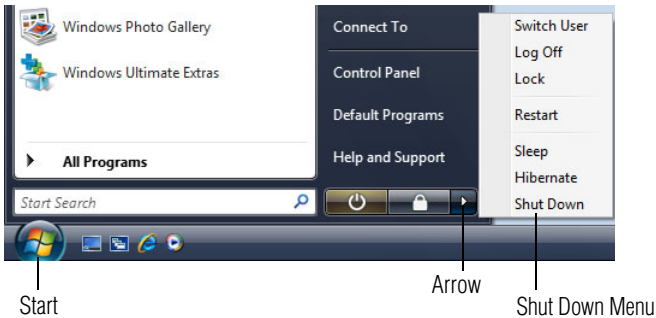 Windows Photo Gallery
Windows Ultimate Extras
All Programs
Start Search
Connect To
Control Panel
Default Programs
Help and Support
Switch User
Log Off
Lock
Restart
Sleep
Hibernate
Shut Down
Start
Arrow
Shut Down Menu